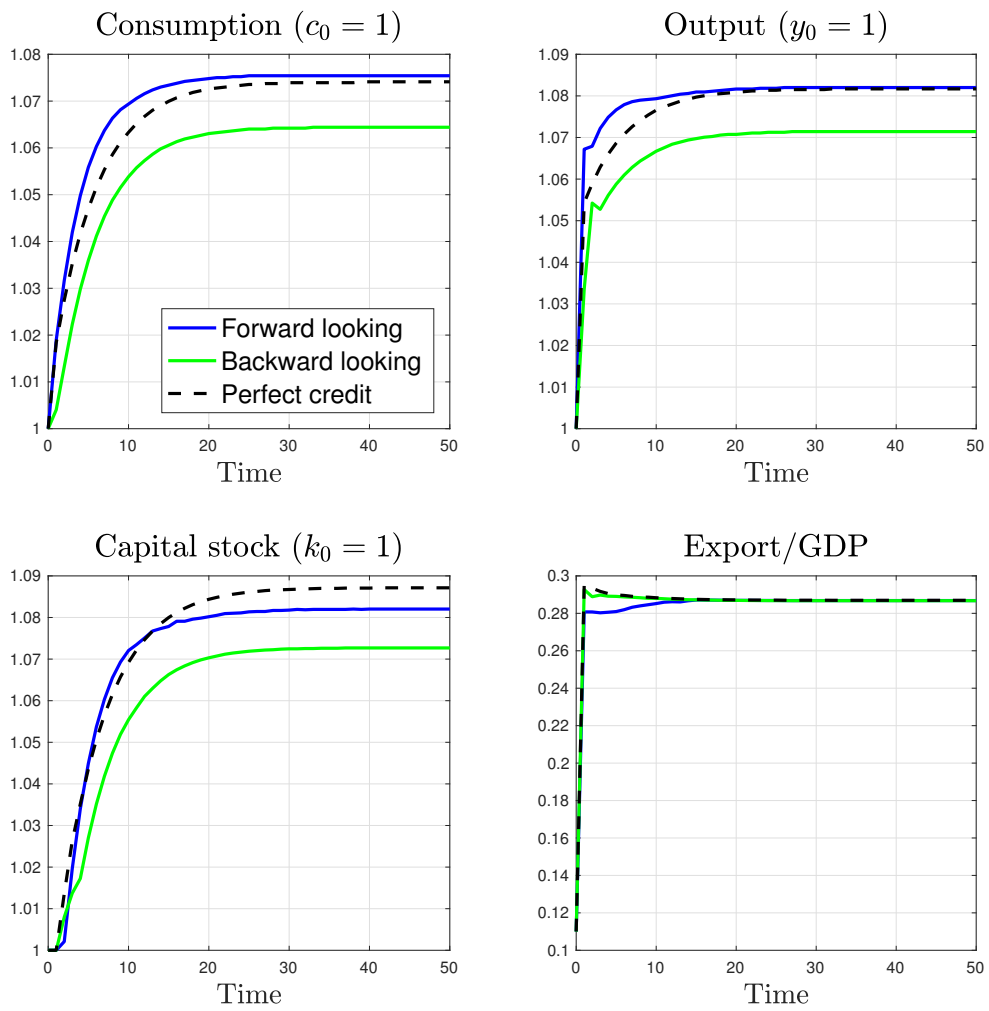 Consumption (c₀ = 1)
1.08
1.07
1.06
1.05
1.04
1.03
1.02
1.01
1
0 10 20 30 40 50
Time
Forward looking
Backward looking
Perfect credit
Output (y₀ = 1)
1.09
1.08
1.07
1.06
1.05
1.04
1.03
1.02
1.01
1
0 10 20 30 40 50
Time
Capital stock (k₀ = 1)
1.09
1.08
1.07
1.06
1.05
1.04
1.03
1.02
1.01
1
0 10 20 30 40 50
Time
Export/GDP
0.3
0.28
0.26
0.24
0.22
0.2
0.18
0.16
0.14
0.12
0.1
0 10 20 30 40 50
Time